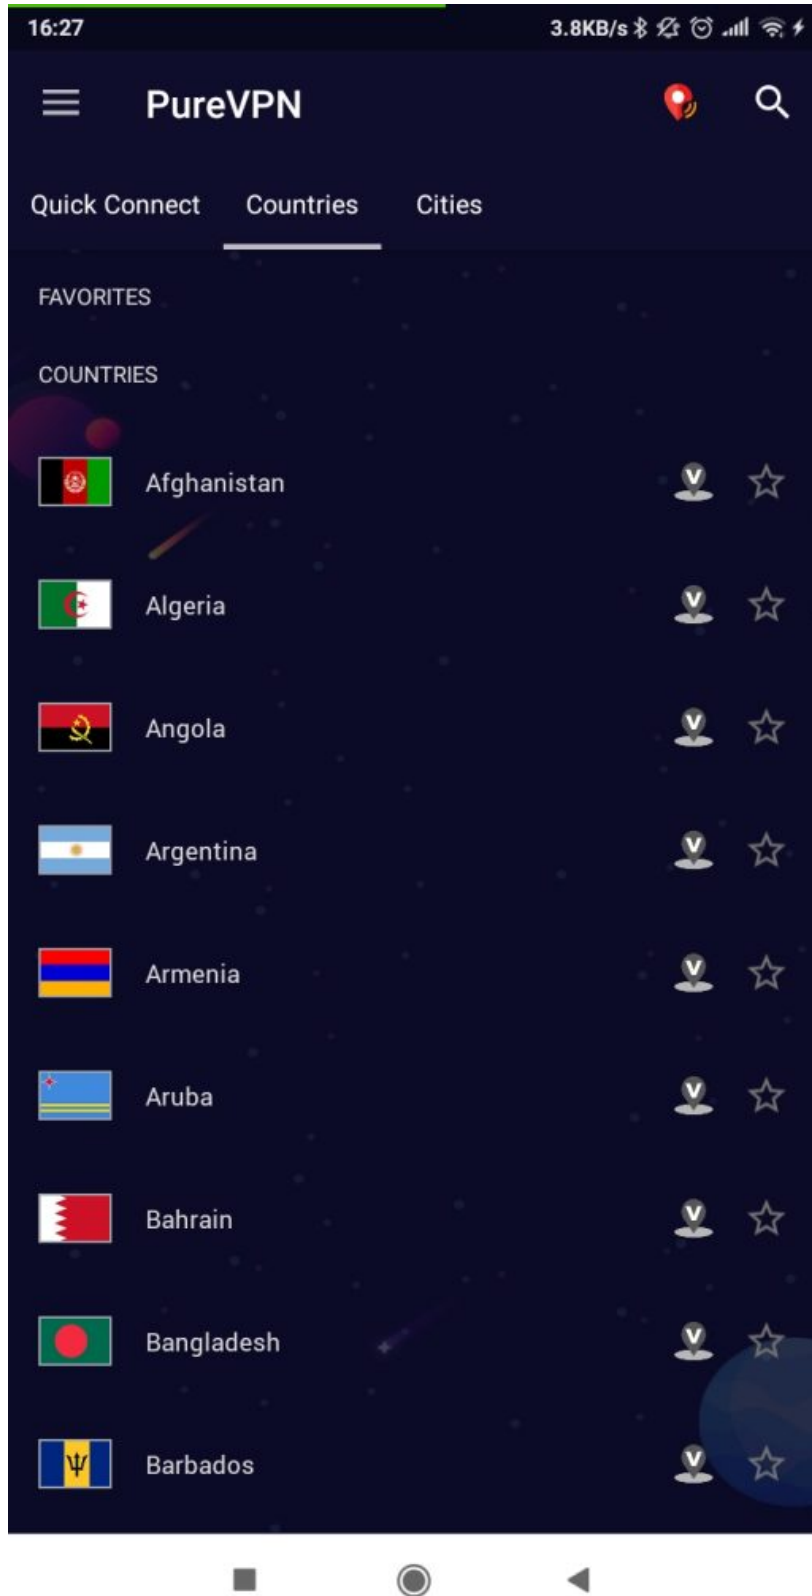 16:27 3.8KB/s
PureVPN
Quick Connect Countries Cities
FAVORITES
COUNTRIES
Afghanistan V
Algeria V
Angola V
Argentina V
Armenia V
Aruba V
Bahrain V
Bangladesh V
Barbados V